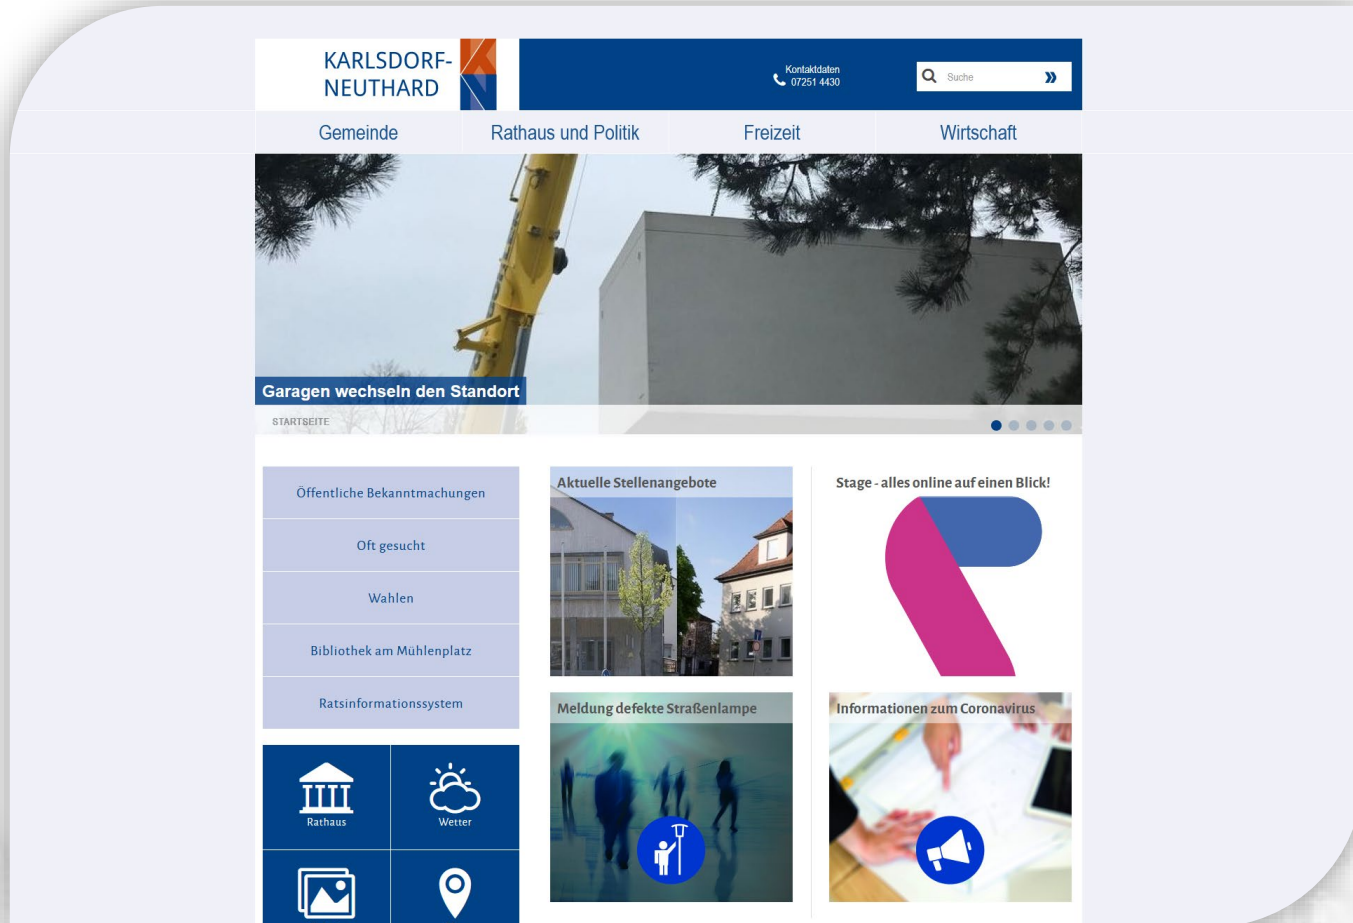 KARLSDORF-
NEUTHARD
Kontaktdaten
07251 4430
Suche
Gemeinde
Rathaus und Politik
Freizeit
Wirtschaft
Garagen wechseln den Standort
STARTSEITE
Öffentliche Bekanntmachungen
Oft gesucht
Wahlen
Bibliothek am Mühlenplatz
Ratsinformationssystem
Rathaus
Wetter
Aktuelle Stellenangebote
Stage - alles online auf einen Blick!
Meldung defekte Straßenlampe
Informationen zum Coronavirus